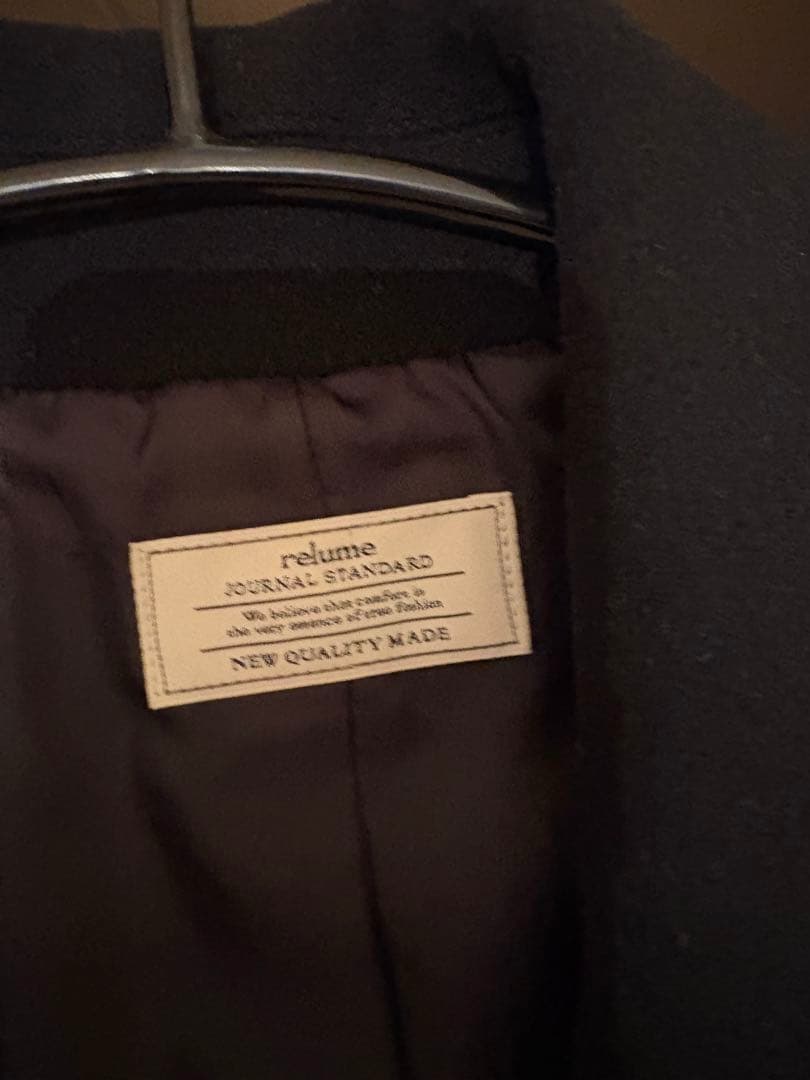 relume
JOURNAL STANDARD
We believe that comfort is
the very essence of true fashion
NEW QUALITY MADE